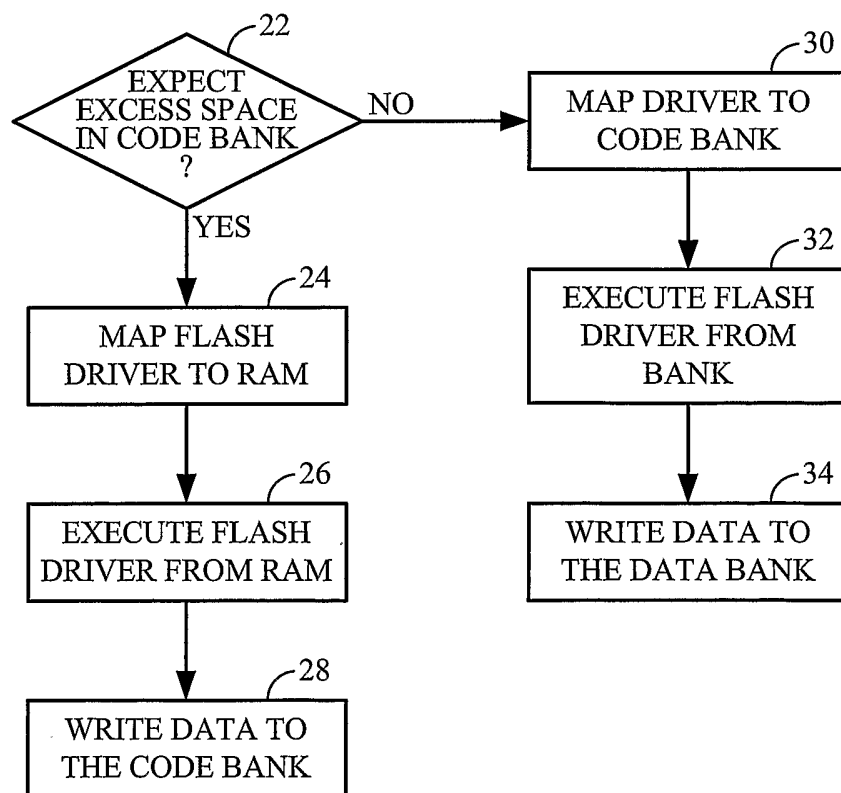 22
EXPECT
EXCESS SPACE
IN CODE BANK
?
NO
YES
24
MAP FLASH
DRIVER TO RAM
26
EXECUTE FLASH
DRIVER FROM RAM
28
WRITE DATA TO
THE CODE BANK
30
MAP DRIVER TO
CODE BANK
32
EXECUTE FLASH
DRIVER FROM
BANK
34
WRITE DATA TO
THE DATA BANK